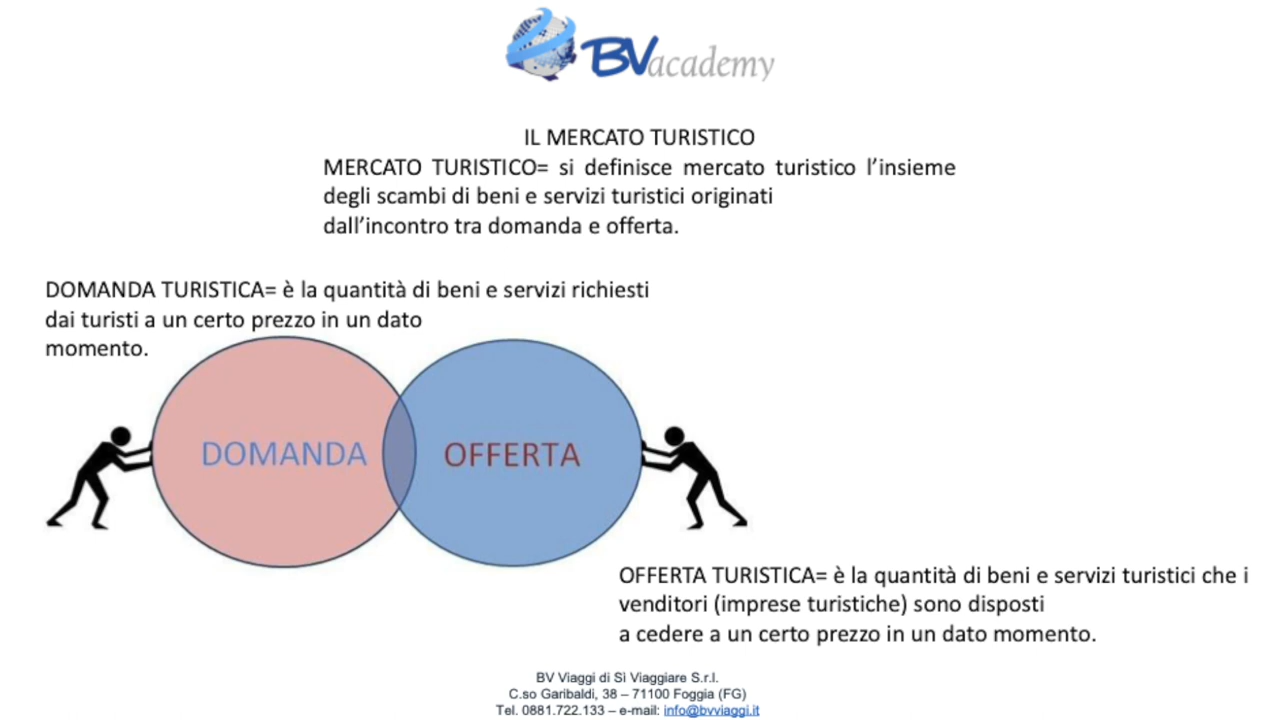 BVacademy
IL MERCATO TURISTICO
MERCATO TURISTICO= si definisce mercato turistico l’insieme
degli scambi di beni e servizi turistici originati
dall’incontro tra domanda e offerta.
DOMANDA TURISTICA= è la quantità di beni e servizi richiesti
dai turisti a un certo prezzo in un dato
momento.
DOMANDA
OFFERTA
OFFERTA TURISTICA= è la quantità di beni e servizi turistici che i
venditori (imprese turistiche) sono disposti
a cedere a un certo prezzo in un dato momento.
BV Viaggi di Sì Viaggiare S.r.l.
C.so Garibaldi, 38 – 71100 Foggia (FG)
Tel. 0881.722.133 – e-mail: info@bvviaggi.it